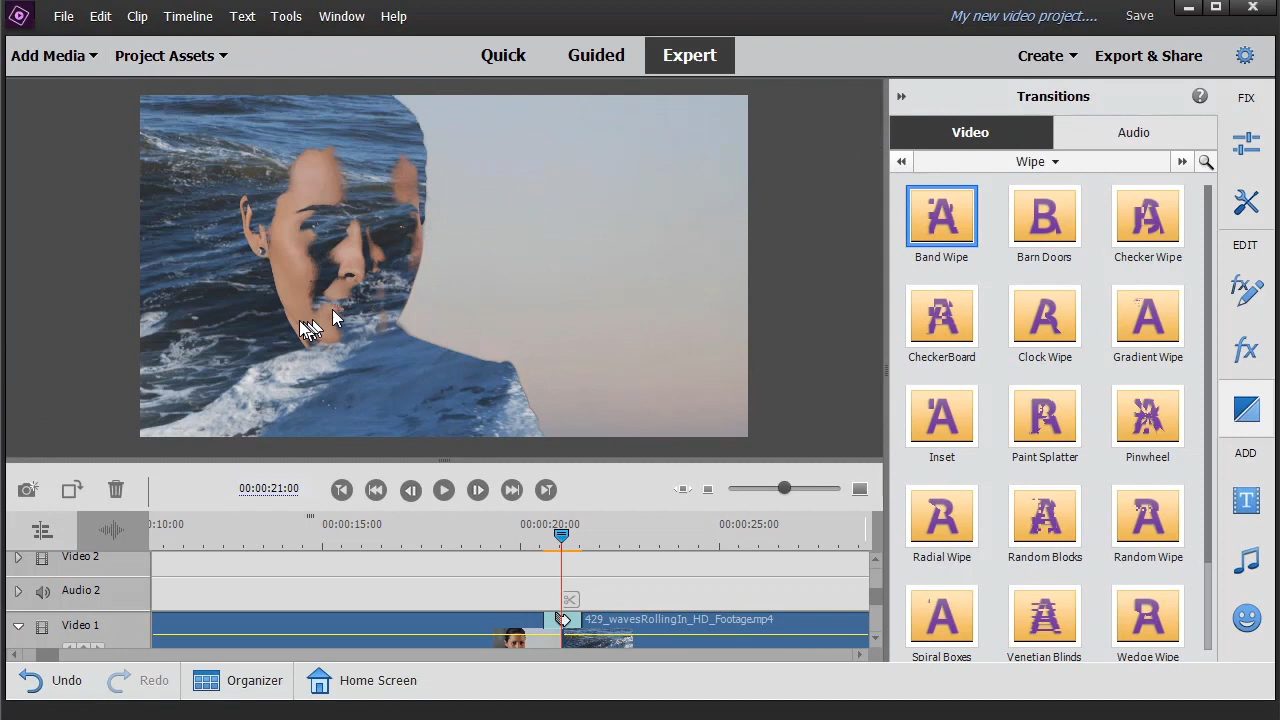 File Edit Clip Timeline Text Tools Window Help
My new video project.... Save
Add Media Project Assets
Quick Guided Expert
Create Export & Share
Transitions
FIX
Video Audio
Wipe
Band Wipe Barn Doors Checker Wipe
EDIT
CheckerBoard Clock Wipe Gradient Wipe
Inset Paint Splatter Pinwheel
ADD
Radial Wipe Random Blocks Random Wipe
Spiral Boxes Venetian Blinds Wedge Wipe
00:00:21:00
0:10:00 00:00:15:00 00:00:20:00 00:00:25:00
Video 2
Audio 2
Video 1
429_wavesRollingIn_HD_Footage.mp4
Undo Redo Organizer Home Screen